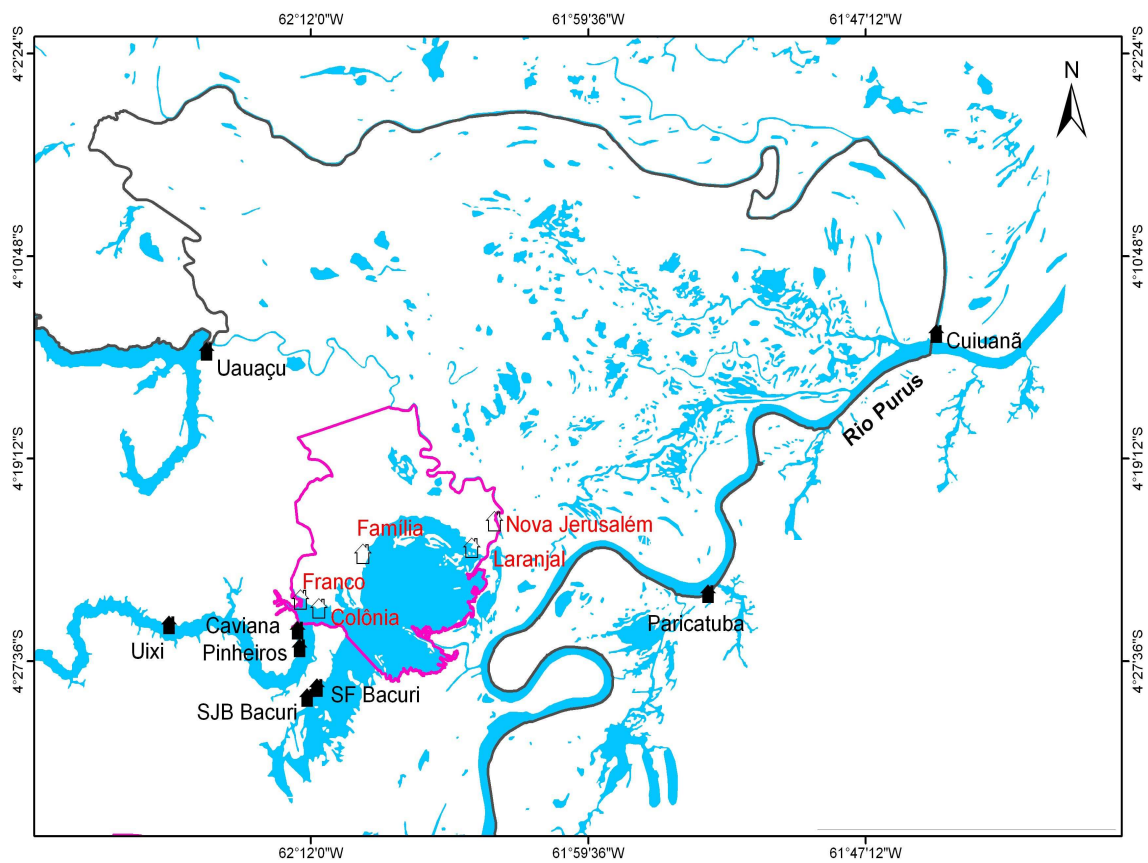 62°12'0"W
61°59'36"W
61°47'12"W
4°2'24"S
4°2'24"S
N
4°10'48"S
4°10'48"S
Cuiuanã
Uauaçu
Rio Purus
4°19'12"S
4°19'12"S
Nova Jerusalém
Família
Laranjal
Franco
Colônia
Paricatuba
Caviana
Uixi
Pinheiros
4°27'36"S
4°27'36"S
SF Bacuri
SJB Bacuri
62°12'0"W
61°59'36"W
61°47'12"W